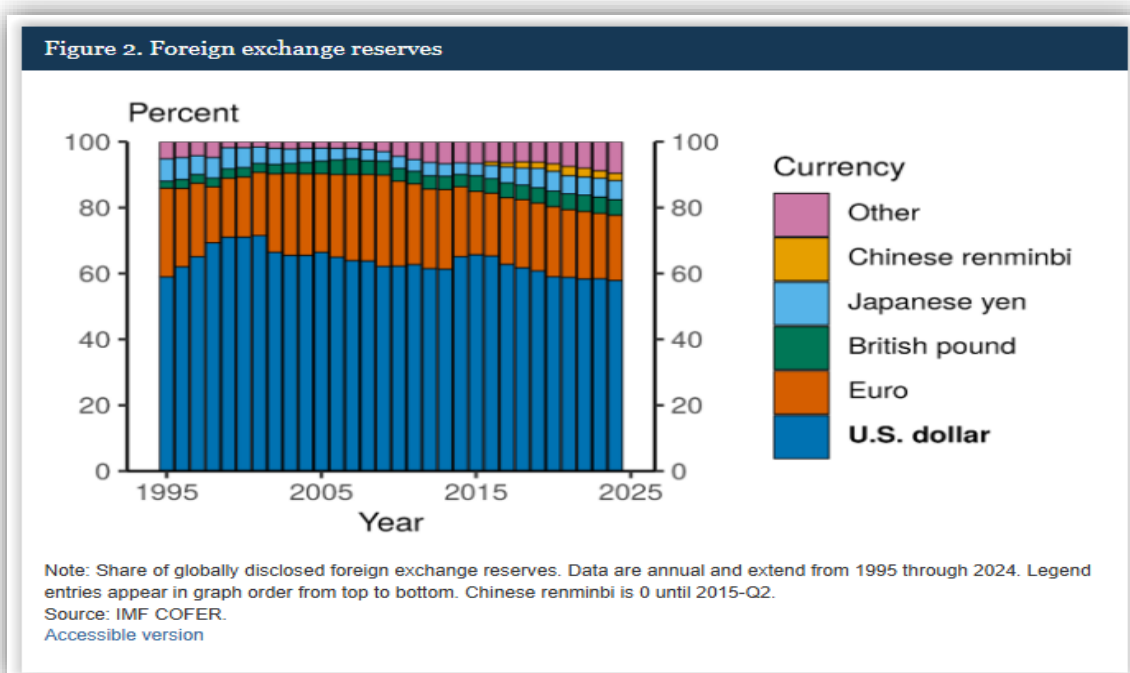 Figure 2. Foreign exchange reserves
Percent
100
80
60
40
20
0
100
80
60
40
20
0
1995
2005
2015
2025
Year
Currency
Other
Chinese renminbi
Japanese yen
British pound
Euro
U.S. dollar
Note: Share of globally disclosed foreign exchange reserves. Data are annual and extend from 1995 through 2024. Legend
entries appear in graph order from top to bottom. Chinese renminbi is 0 until 2015-Q2.
Source: IMF COFER.
Accessible version